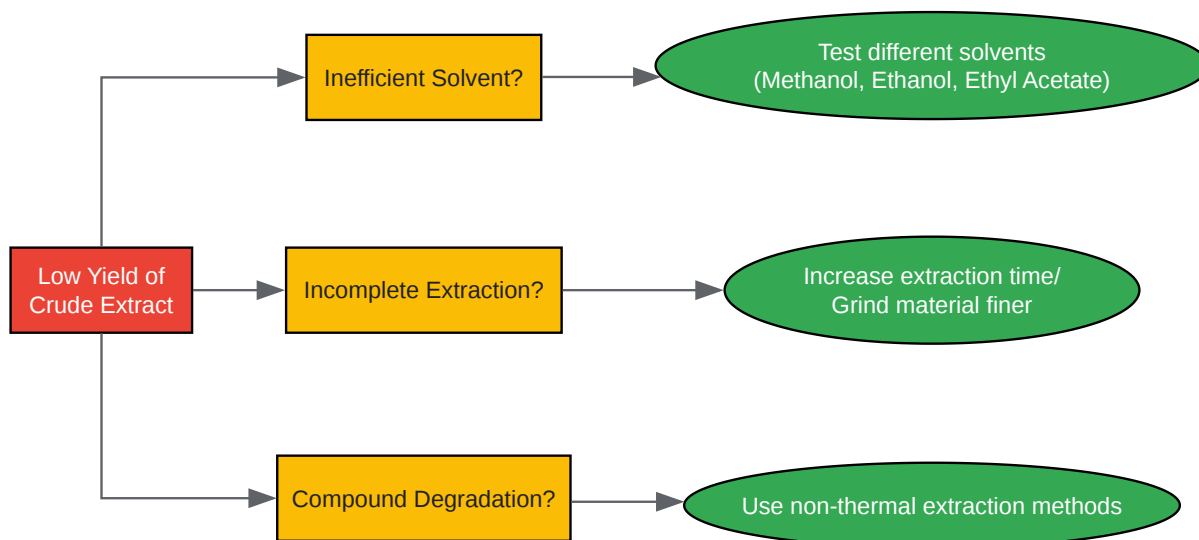 Inefficient Solvent?
Test different solvents
(Methanol, Ethanol, Ethyl Acetate)
Low Yield of
Crude Extract
Incomplete Extraction?
Increase extraction time/
Grind material finer
Compound Degradation?
Use non-thermal extraction methods